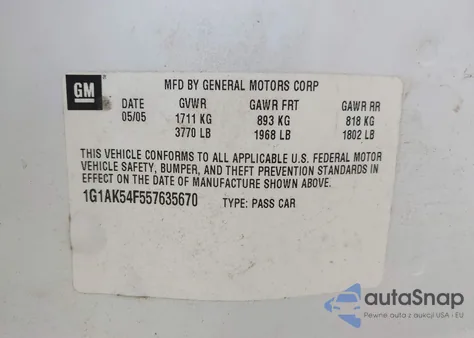 GM
MFD BY GENERAL MOTORS CORP
DATE GVWR GAWR FRT GAWR RR
05/05 1711 KG 893 KG 818 KG
3770 LB 1968 LB 1802 LB
THIS VEHICLE CONFORMS TO ALL APPLICABLE U.S. FEDERAL MOTOR
VEHICLE SAFETY, BUMPER, AND THEFT PREVENTION STANDARDS IN
EFFECT ON THE DATE OF MANUFACTURE SHOWN ABOVE.
1G1AK54F557635670 TYPE: PASS CAR
autoSnap
Pewne auta z aukcji USA i EU